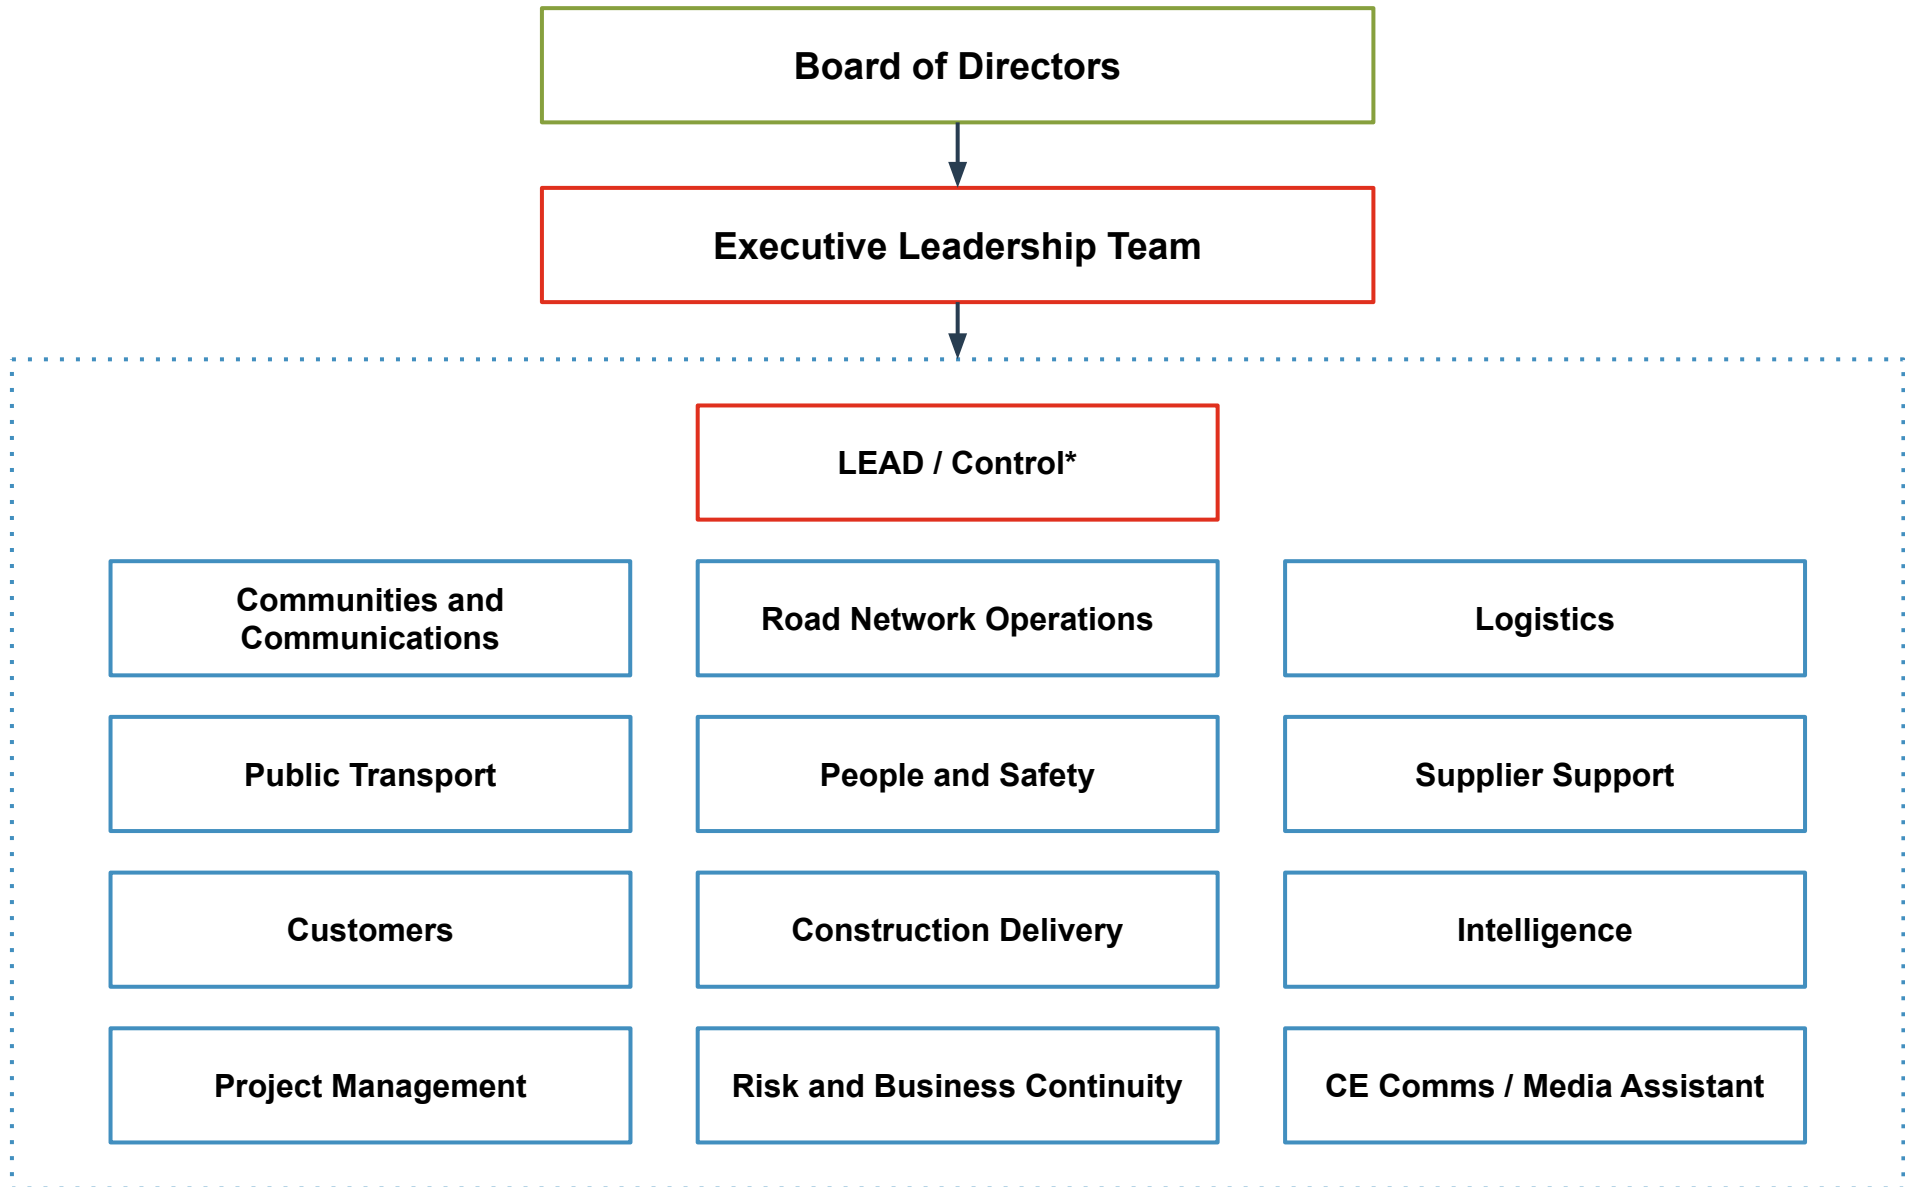 Board of Directors
Executive Leadership Team
LEAD / Control*
Communities and
Communications
Road Network Operations
Logistics
Public Transport
People and Safety
Supplier Support
Customers
Construction Delivery
Intelligence
Project Management
Risk and Business Continuity
CE Comms / Media Assistant